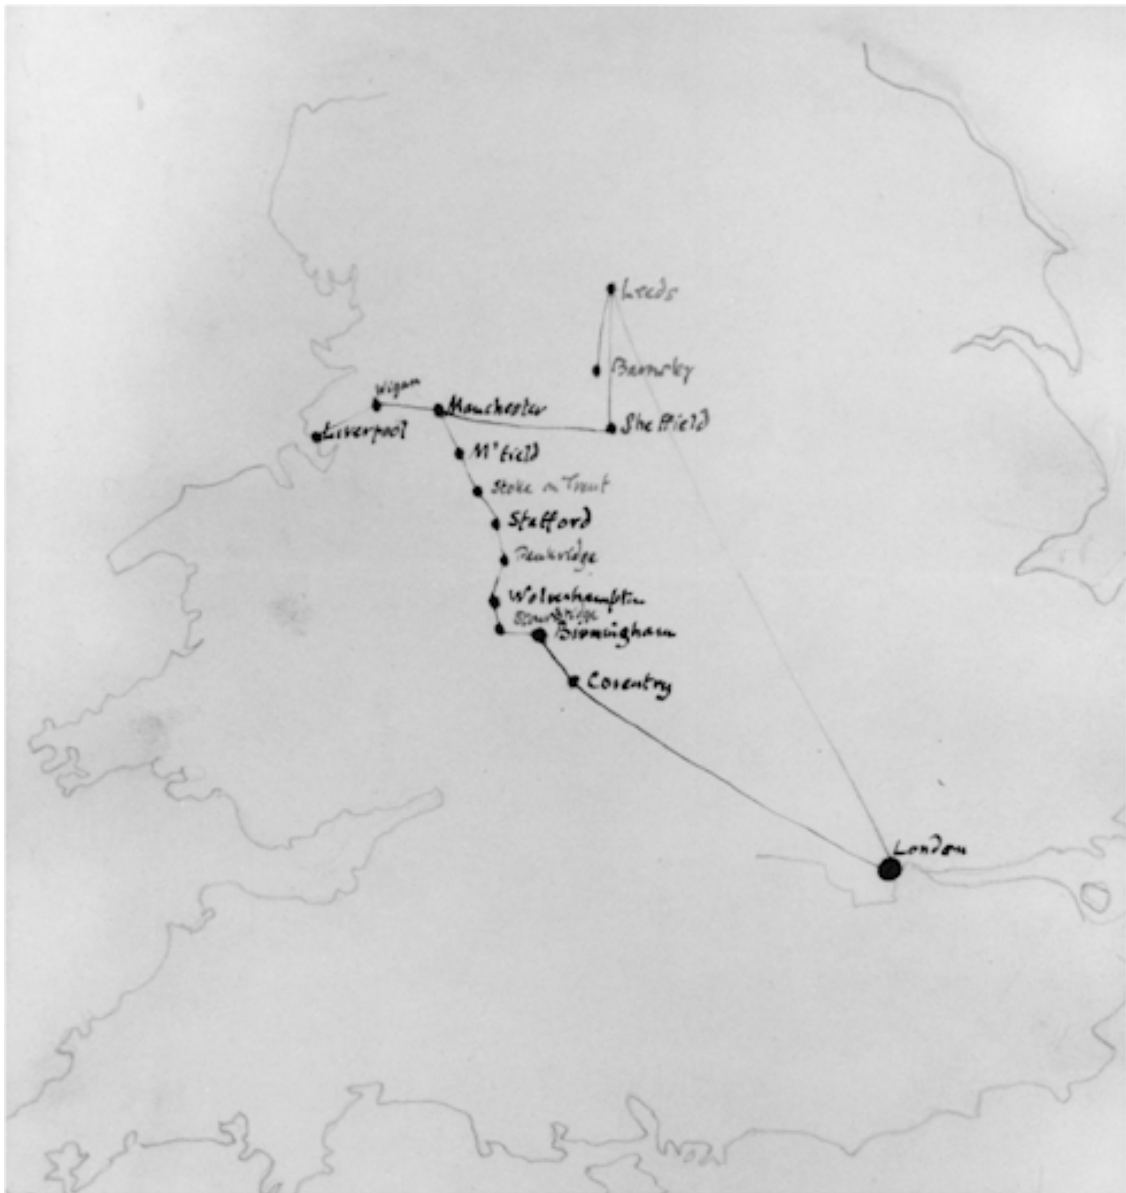 Leeds
Barnsley
Wigan
Manchester
Sheffield
Liverpool
M'field
Stoke on Trent
Stafford
Penkridge
Wolverhampton
Stourbridge
Birmingham
Coventry
London